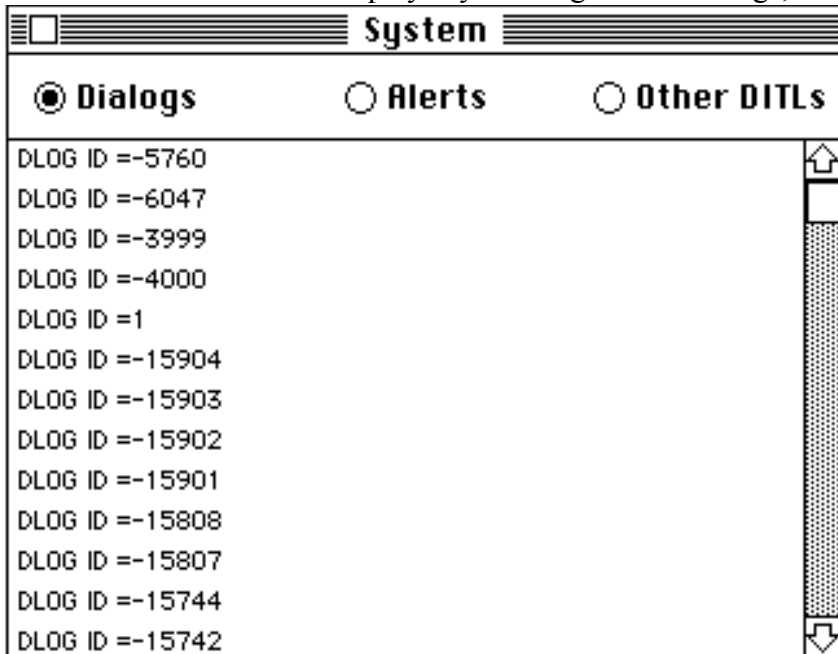 System
Dialogs Alerts Other DITLs
DLOG ID =-5760
DLOG ID =-6047
DLOG ID =-3999
DLOG ID =-4000
DLOG ID =1
DLOG ID =-15904
DLOG ID =-15903
DLOG ID =-15902
DLOG ID =-15901
DLOG ID =-15808
DLOG ID =-15807
DLOG ID =-15744
DLOG ID =-15742